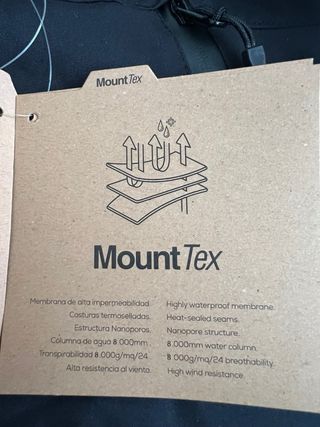 MountTex
MountTex
Membrana de alta impermeabilidad.
Costuras termoselladas.
Estructura Nanoporos.
Columna de agua 8.000mm.
Transpirabilidad 8.000g/mq/24.
Alta resistencia al viento.
Highly waterproof membrane.
Heat-sealed seams.
Nanopore structure.
8.000mm water column.
8.000g/mq/24 breathability.
High wind resistance.